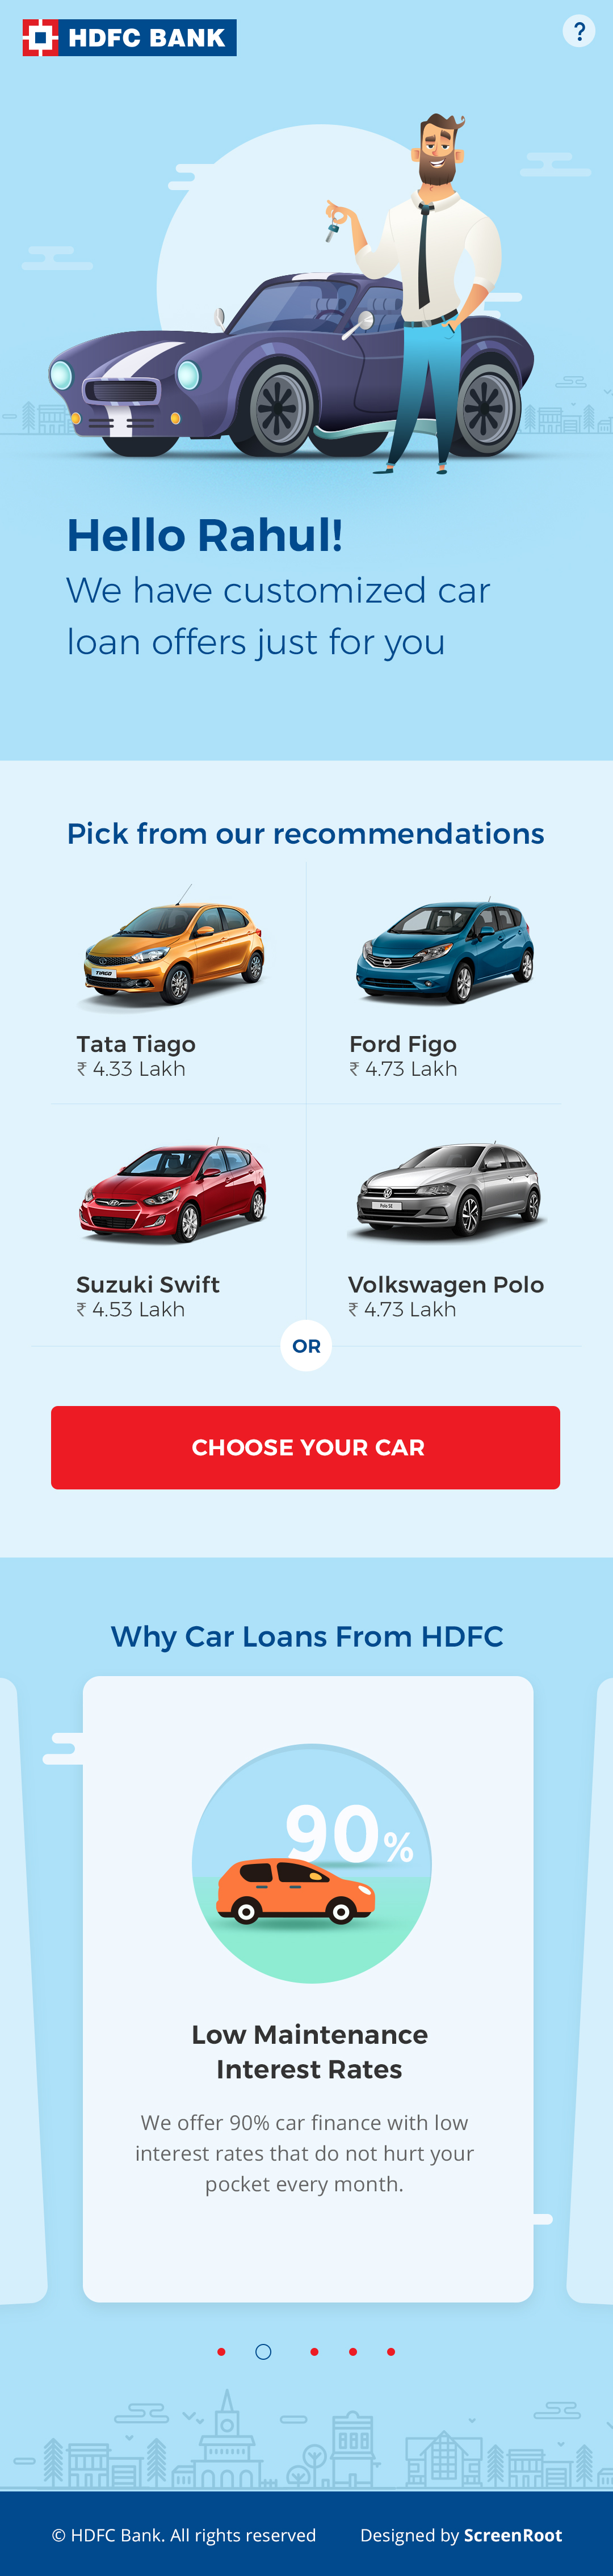 HDFC BANK
?
Hello Rahul!
We have customized car
loan offers just for you
Pick from our recommendations
TIAGO
Tata Tiago
₹ 4.33 Lakh
Ford Figo
₹ 4.73 Lakh
Polo SE
Suzuki Swift
₹ 4.53 Lakh
Volkswagen Polo
₹ 4.73 Lakh
OR
CHOOSE YOUR CAR
Why Car Loans From HDFC
90%
Low Maintenance
Interest Rates
We offer 90% car finance with low
interest rates that do not hurt your
pocket every month.
© HDFC Bank. All rights reserved
Designed by ScreenRoot